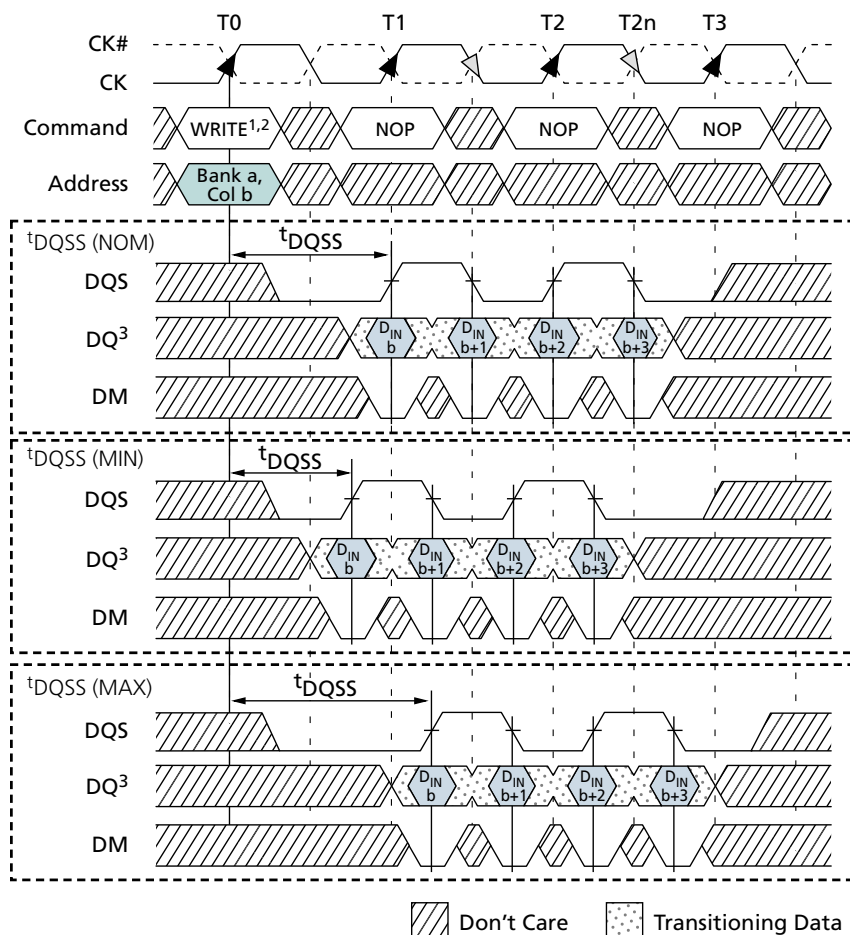 T0 T1 T2 T2n T3
CK#
CK
Command WRITE1,2 NOP NOP NOP
Address Bank a, Col b
tDQSS (NOM) tDQSS
DQS
DQ3 DIN b DIN b+1 DIN b+2 DIN b+3
DM
tDQSS (MIN) tDQSS
DQS
DQ3 DIN b DIN b+1 DIN b+2 DIN b+3
DM
tDQSS (MAX) tDQSS
DQS
DQ3 DIN b DIN b+1 DIN b+2 DIN b+3
DM
Don't Care Transitioning Data